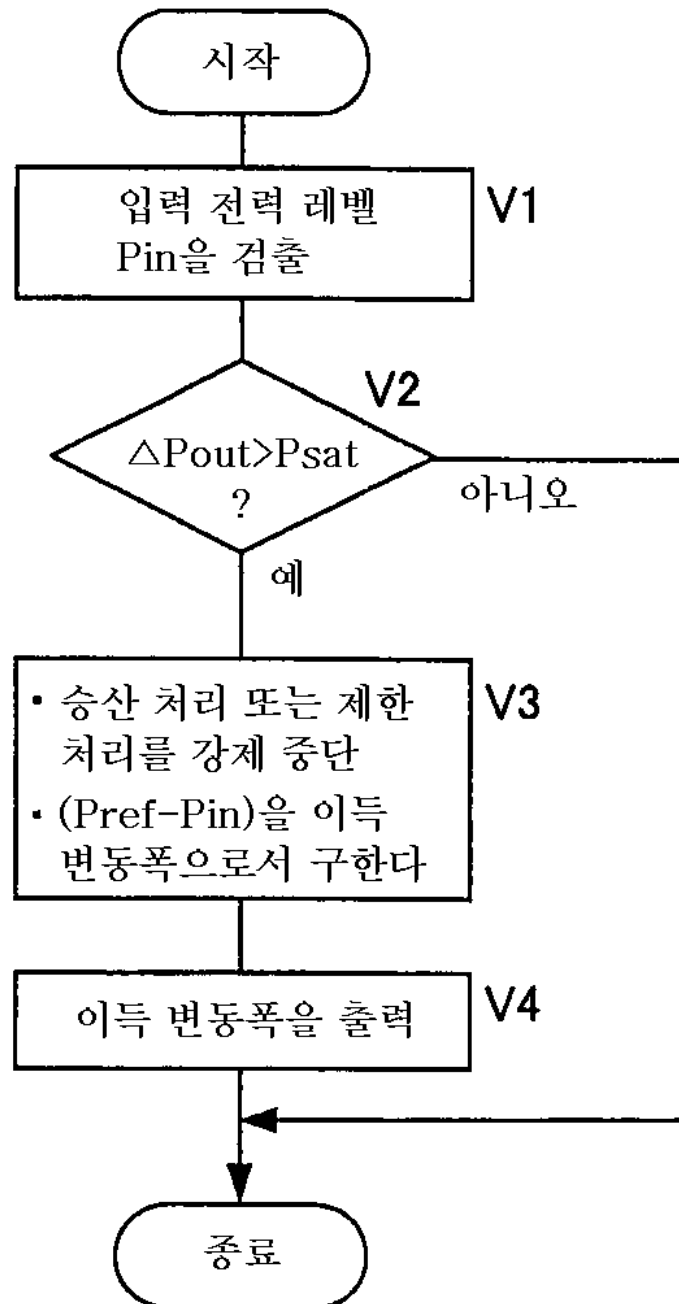 시작
입력 전력 레벨
Pin을 검출
V1
V2
△Pout>Psat
?
아니오
예
· 승산 처리 또는 제한
처리를 강제 중단
· (Pref-Pin)을 이득
변동폭으로서 구한다
V3
이득 변동폭을 출력
V4
종료